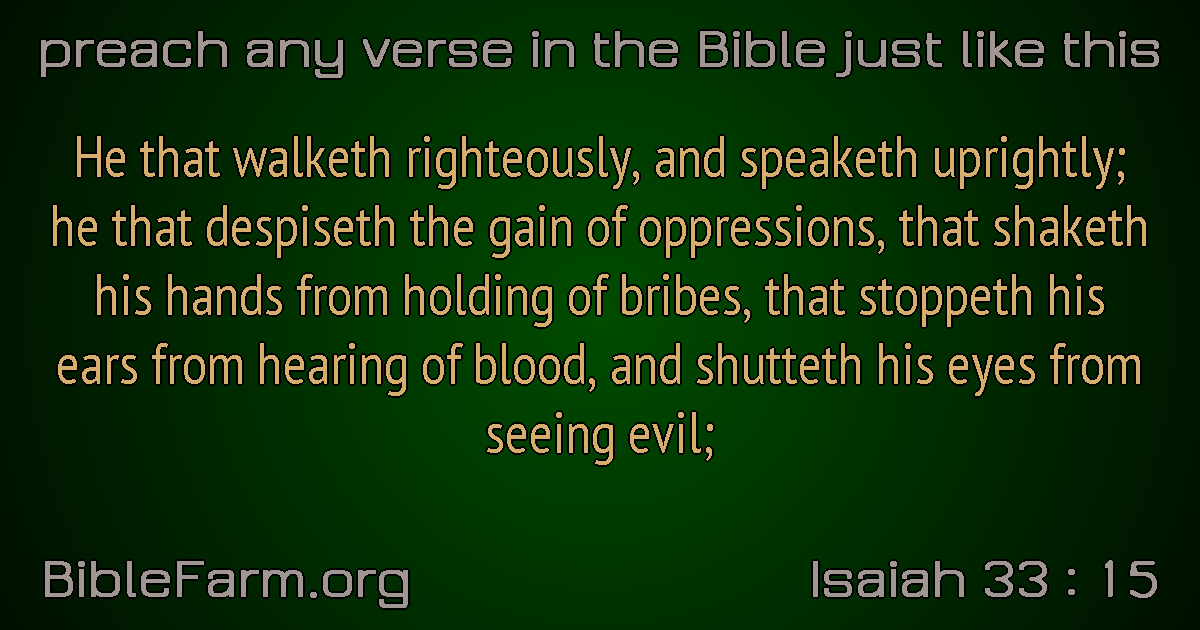 preach any verse in the Bible just like this
He that walketh righteously, and speaketh uprightly;
he that despiseth the gain of oppressions, that shaketh
his hands from holding of bribes, that stoppeth his
ears from hearing of blood, and shutteth his eyes from
seeing evil;
BibleFarm.org
Isaiah 33 : 15